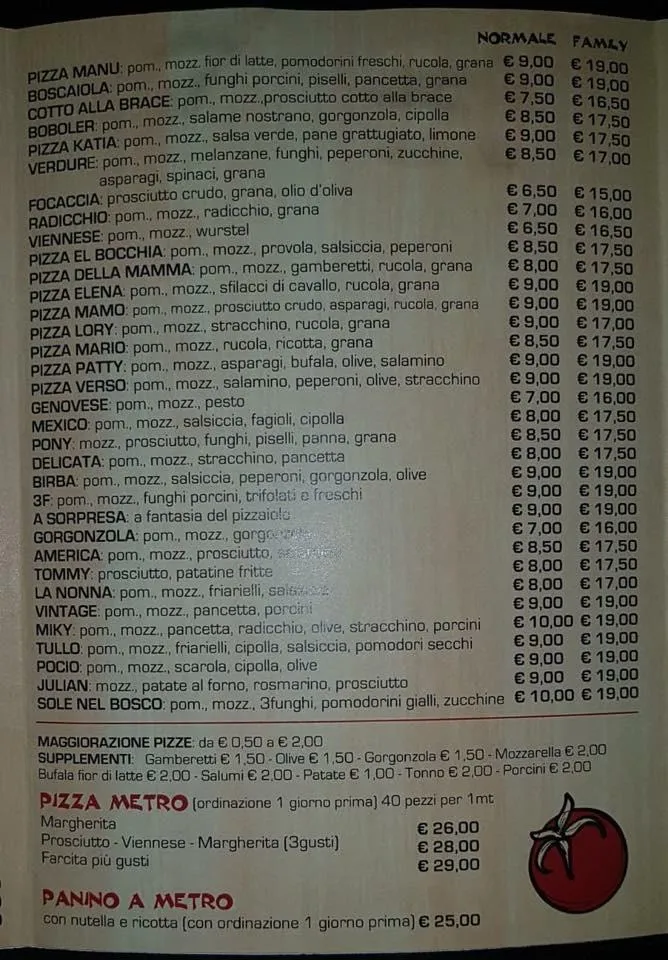 NORMALE FAMILY
PIZZA MANU: pom., mozz. fior di latte, pomodorini freschi, rucola, grana € 9,00 € 19,00
BOSCAIOLA: pom., mozz., funghi porcini, piselli, pancetta, grana € 9,00 € 19,00
COTTO ALLA BRACE: pom., mozz.,prosciutto cotto alla brace € 7,50 € 16,50
BOBOLER: pom., mozz., salame nostrano, gorgonzola, cipolla € 8,50 € 17,50
PIZZA KATIA: pom., mozz., salsa verde, pane grattugiato, limone € 9,00 € 17,50
VERDURE: pom., mozz., melanzane, funghi, peperoni, zucchine, € 8,50 € 17,00
asparagi, spinaci, grana
FOCACCIA: prosciutto crudo, grana, olio d'oliva € 6,50 € 15,00
RADICCHIO: pom., mozz., radicchio, grana € 7,00 € 16,00
VIENNESE: pom., mozz., wurstel € 6,50 € 16,50
PIZZA EL BOCCHIA: pom., mozz., provola, salsiccia, peperoni € 8,50 € 17,50
PIZZA DELLA MAMMA: pom., mozz., gamberetti, rucola, grana € 8,00 € 17,50
PIZZA ELENA: pom., mozz., sfilacci di cavallo, rucola, grana € 9,00 € 19,00
PIZZA MAMO: pom., mozz., prosciutto crudo, asparagi, rucola, grana € 9,00 € 19,00
PIZZA LORY: pom., mozz., stracchino, rucola, grana € 9,00 € 17,00
PIZZA MARIO: pom., mozz., rucola, ricotta, grana € 8,50 € 17,50
PIZZA PATTY: pom., mozz., asparagi, bufala, olive, salamino € 9,00 € 19,00
PIZZA VERSO: pom., mozz., salamino, peperoni, olive, stracchino € 9,00 € 19,00
GENOVESE: pom., mozz., pesto € 7,00 € 16,00
MEXICO: pom., mozz., salsiccia, fagioli, cipolla € 8,00 € 17,50
PONY: mozz., prosciutto, funghi, piselli, panna, grana € 8,50 € 17,50
DELICATA: pom., mozz., stracchino, pancetta € 8,00 € 17,50
BIRBA: pom., mozz., salsiccia, peperoni, gorgonzola, olive € 9,00 € 19,00
3F: pom., mozz., funghi porcini, trifolati e freschi € 9,00 € 19,00
A SORPRESA: a fantasia del pizzaiolo € 9,00 € 19,00
GORGONZOLA: pom., mozz., gorgonzola € 7,00 € 16,00
AMERICA: pom., mozz., prosciutto, € 8,50 € 17,50
TOMMY: prosciutto, patatine fritte € 8,00 € 17,50
LA NONNA: pom., mozz., friarielli, € 8,00 € 17,00
VINTAGE: pom., mozz., pancetta, porcini € 9,00 € 19,00
MIKY: pom., mozz., pancetta, radicchio, olive, stracchino, porcini € 10,00 € 19,00
TULLO: pom., mozz., friarielli, cipolla, salsiccia, pomodori secchi € 9,00 € 19,00
POCIO: pom., mozz., scarola, cipolla, olive € 9,00 € 19,00
JULIAN: mozz., patate al forno, rosmarino, prosciutto € 9,00 € 19,00
SOLE NEL BOSCO: pom., mozz., 3funghi, pomodorini gialli, zucchine € 10,00 € 19,00
MAGGIORAZIONE PIZZE: da € 0,50 a € 2,00
SUPPLEMENTI: Gamberetti € 1,50 - Olive € 1,50 - Gorgonzola € 1,50 - Mozzarella € 2,00
Bufala fior di latte € 2,00 - Salumi € 2,00 - Patate € 1,00 - Tonno € 2,00 - Porcini € 2,00
PIZZA METRO (ordinazione 1 giorno prima) 40 pezzi per 1mt
Margherita € 26,00
Prosciutto - Viennese - Margherita (3gusti) € 28,00
Farcita più gusti € 29,00
PANINO A METRO
con nutella e ricotta (con ordinazione 1 giorno prima) € 25,00